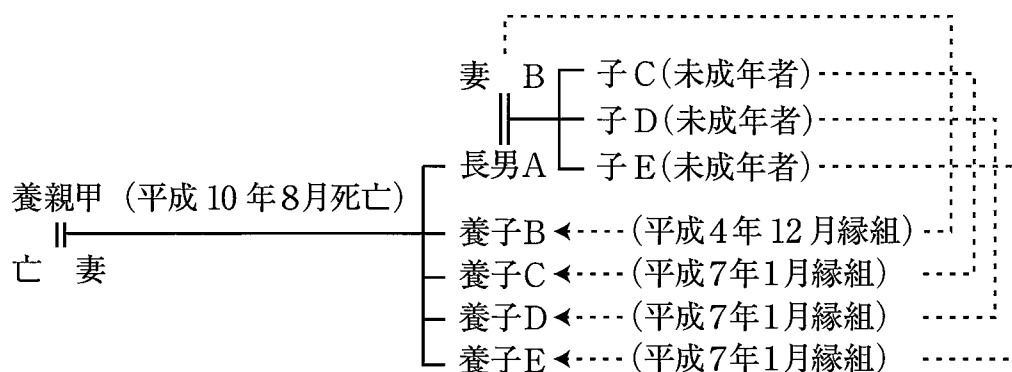 妻 B 子C(未成年者)
子D(未成年者)
長男A 子E(未成年者)
養親甲 (平成10年8月死亡)
養子B (平成4年12月縁組)
亡 妻
養子C (平成7年1月縁組)
養子D (平成7年1月縁組)
養子E (平成7年1月縁組)